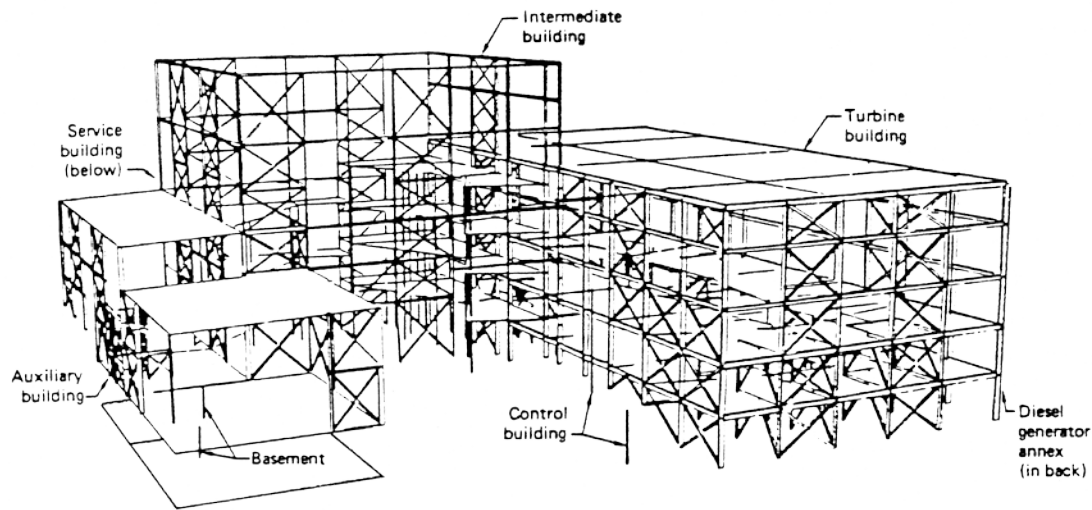 Intermediate
building
Turbine
building
Service
building
(below)
Auxiliary
building
Basement
Control
building
Diesel
generator
annex
(in back)